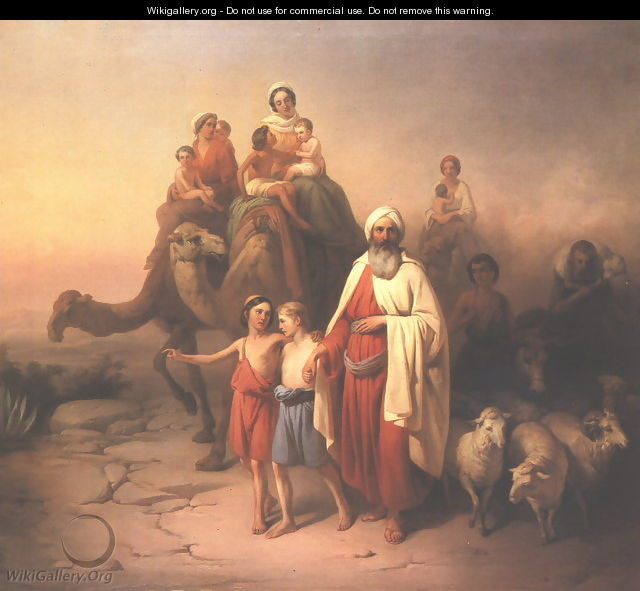 Wikigallery.org - Do not use for commercial use. Do not remove this warning.
WikiGallery.Org